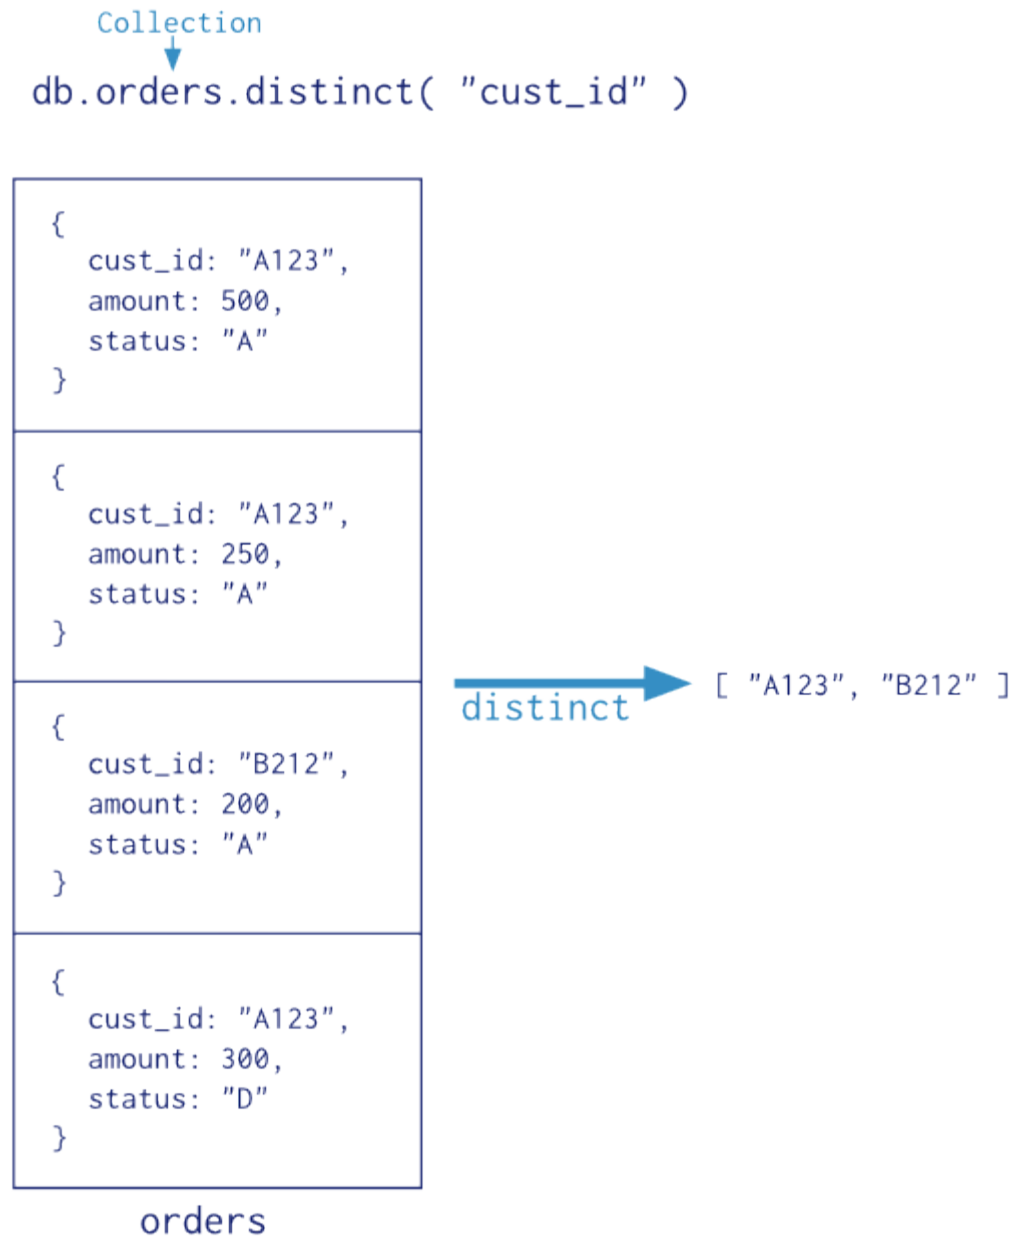 Collection
db.orders.distinct( "cust_id" )
{
cust_id: "A123",
amount: 500,
status: "A"
}
{
cust_id: "A123",
amount: 250,
status: "A"
}
{
cust_id: "B212",
amount: 200,
status: "A"
}
{
cust_id: "A123",
amount: 300,
status: "D"
}
orders
distinct
[ "A123", "B212" ]